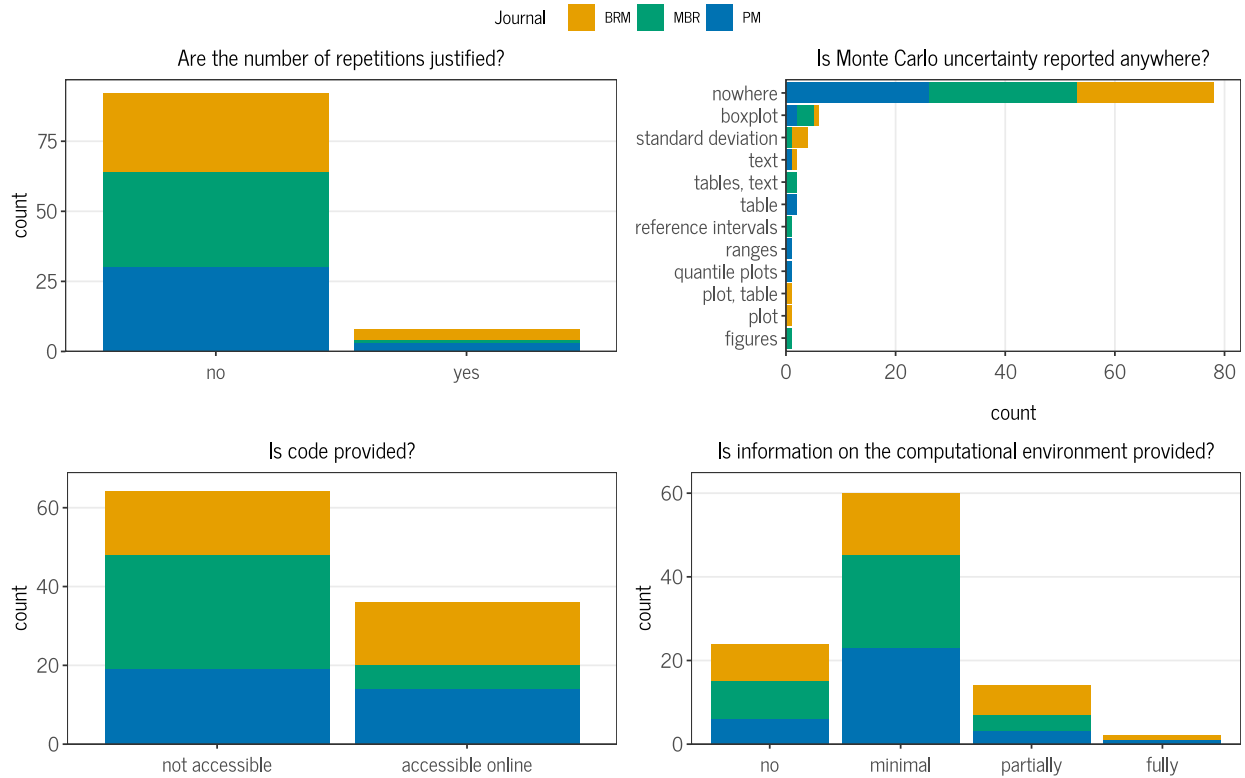 Journal BRM MBR PM
Are the number of repetitions justified?
count
75
50
25
0
no yes
Is Monte Carlo uncertainty reported anywhere?
nowhere
boxplot
standard deviation
text
tables, text
table
reference intervals
ranges
quantile plots
plot, table
plot
figures
0 20 40 60 80
count
Is code provided?
count
60
40
20
0
not accessible accessible online
Is information on the computational environment provided?
count
60
40
20
0
no minimal partially fully